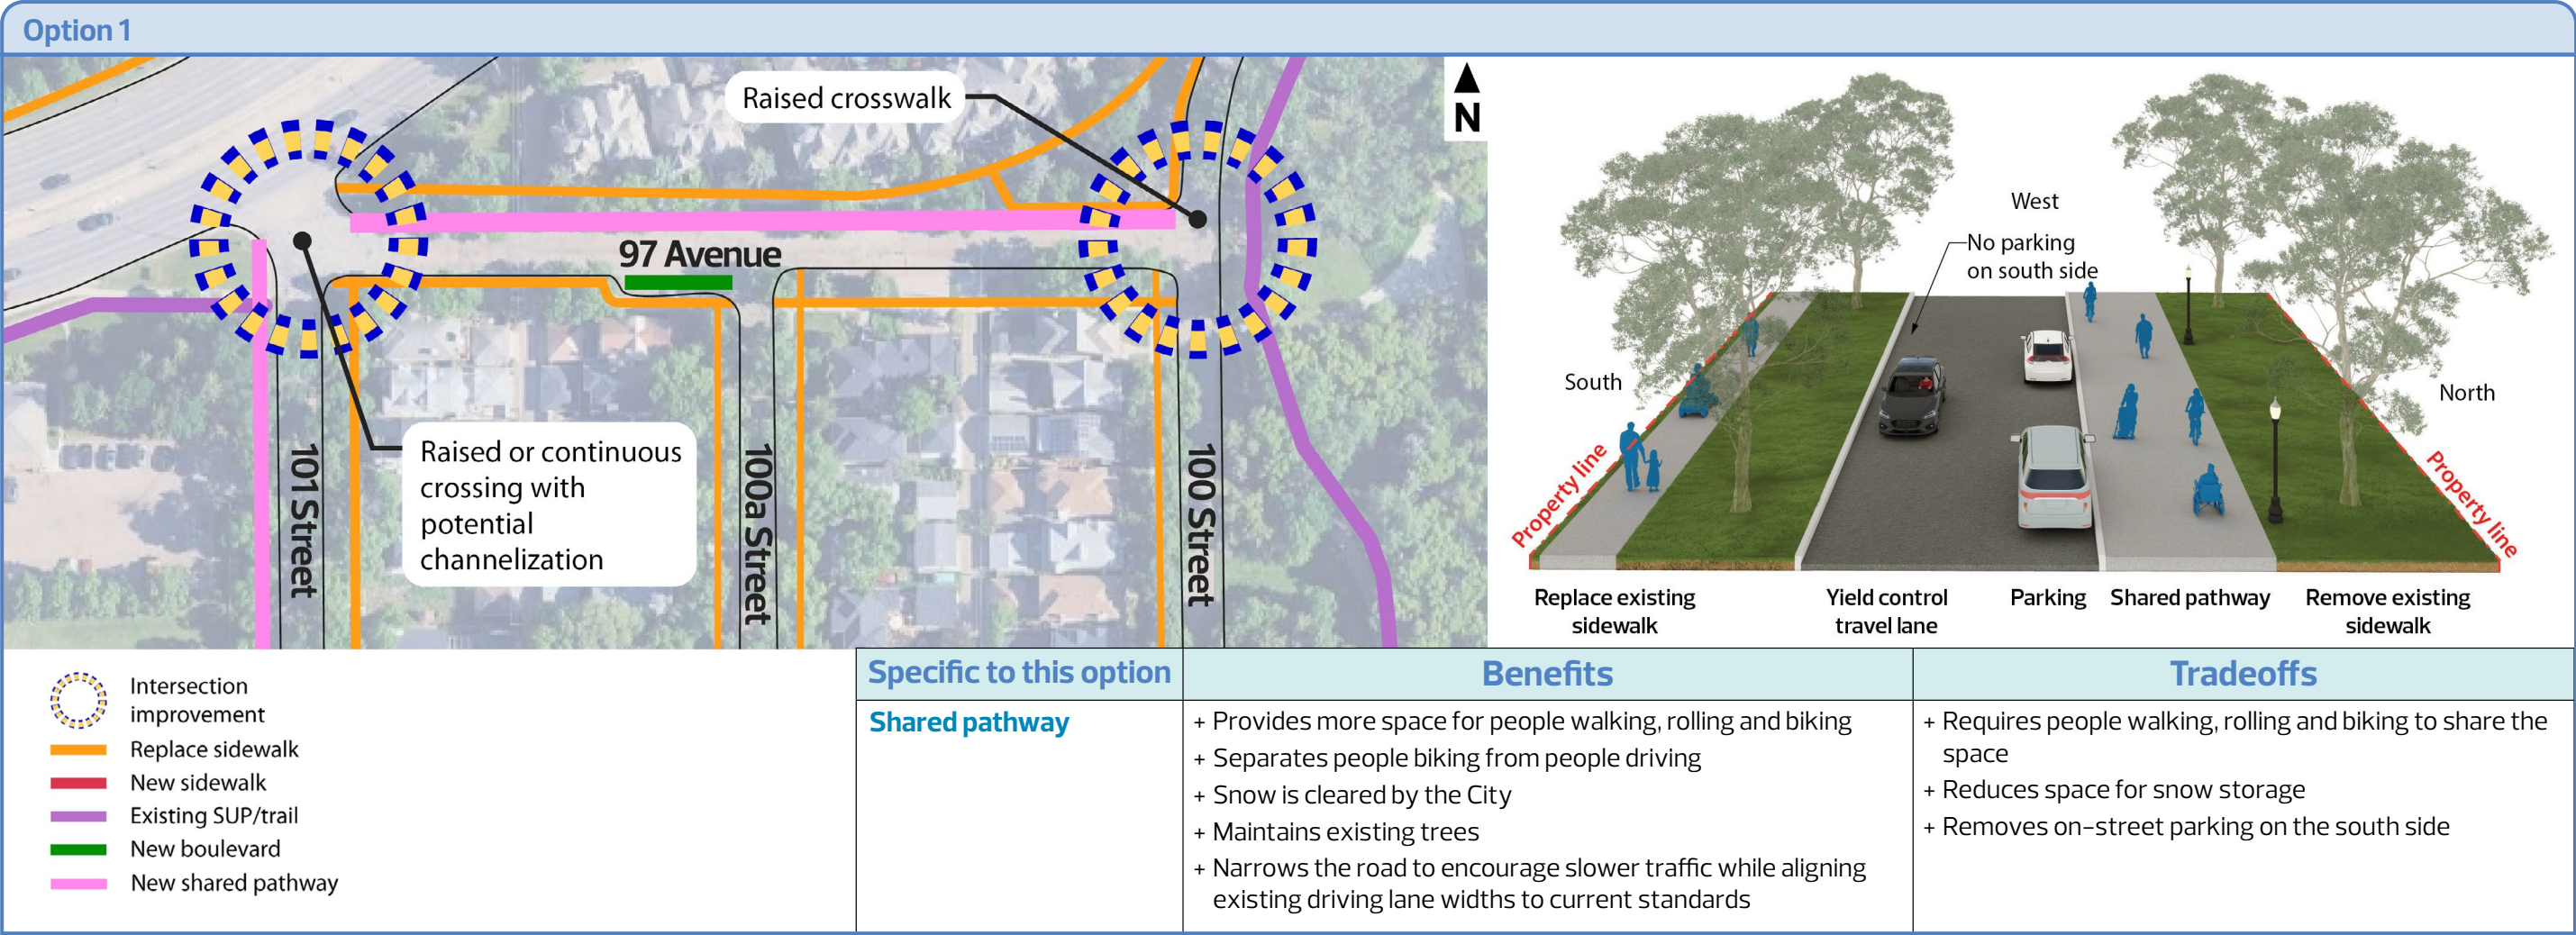 Option 1
Raised crosswalk
N
97 Avenue
Raised or continuous
crossing with
potential
channelization
101 Street
100a Street
100 Street
West
No parking
on south side
South
North
Property line
Property line
Replace existing
sidewalk
Yield control
travel lane
Parking
Shared pathway
Remove existing
sidewalk
Intersection
improvement
Replace sidewalk
New sidewalk
Existing SUP/trail
New boulevard
New shared pathway
Specific to this option
Benefits
Tradeoffs
Shared pathway
+ Provides more space for people walking, rolling and biking
+ Separates people biking from people driving
+ Snow is cleared by the City
+ Maintains existing trees
+ Narrows the road to encourage slower traffic while aligning
existing driving lane widths to current standards
+ Requires people walking, rolling and biking to share the
space
+ Reduces space for snow storage
+ Removes on-street parking on the south side